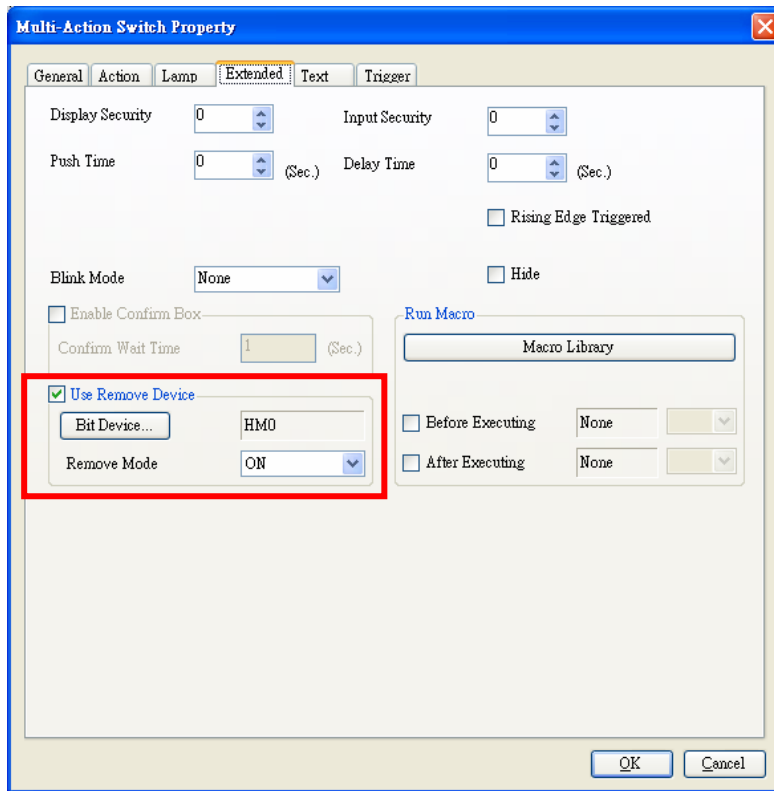 Multi-Action Switch Property
General Action Lamp Extended Text Trigger
Display Security 0 Input Security 0
Push Time 0 (Sec.) Delay Time 0 (Sec.)
Rising Edge Triggered
Blink Mode None Hide
Enable Confirm Box Run Macro
Confirm Wait Time 1 (Sec.) Macro Library
Use Remove Device
Bit Device... HM0 Before Executing None
Remove Mode ON After Executing None
OK Cancel